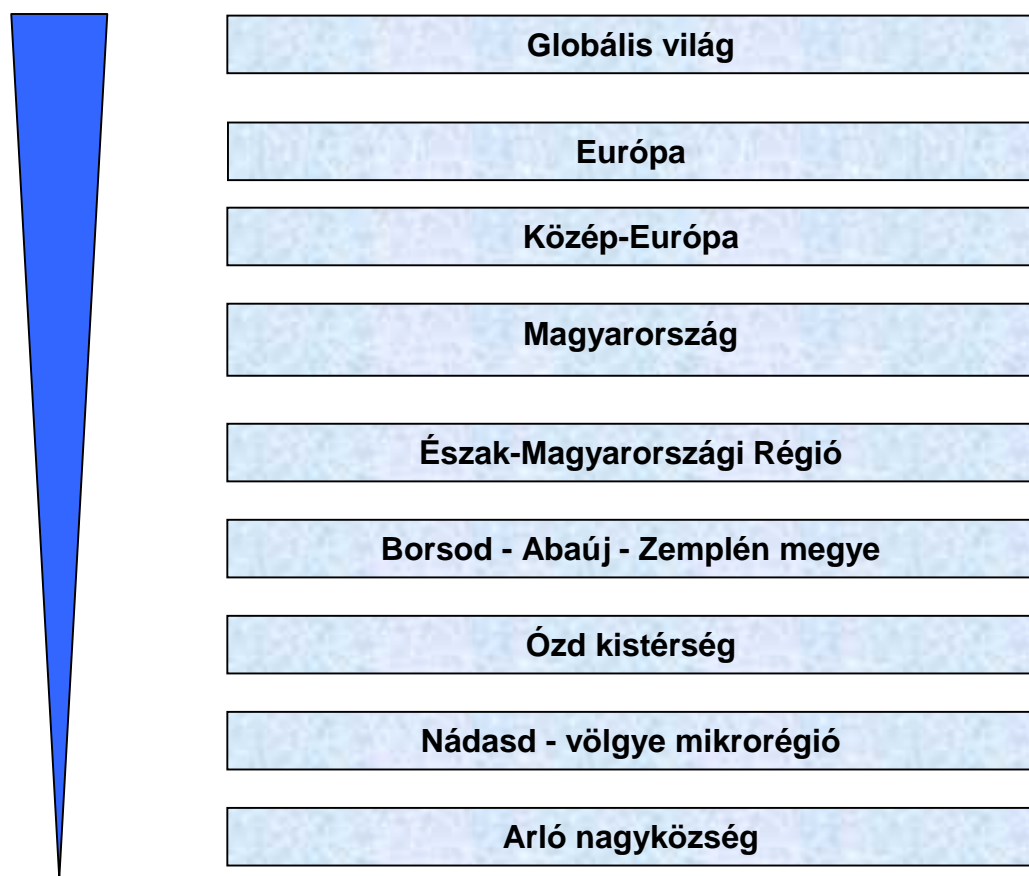 Globális világ
Európa
Közép-Európa
Magyarország
Észak-Magyarországi Régió
Borsod - Abaúj - Zemplén megye
Ózd kistérség
Nádasd - völgye mikrorégió
Arló nagyközség